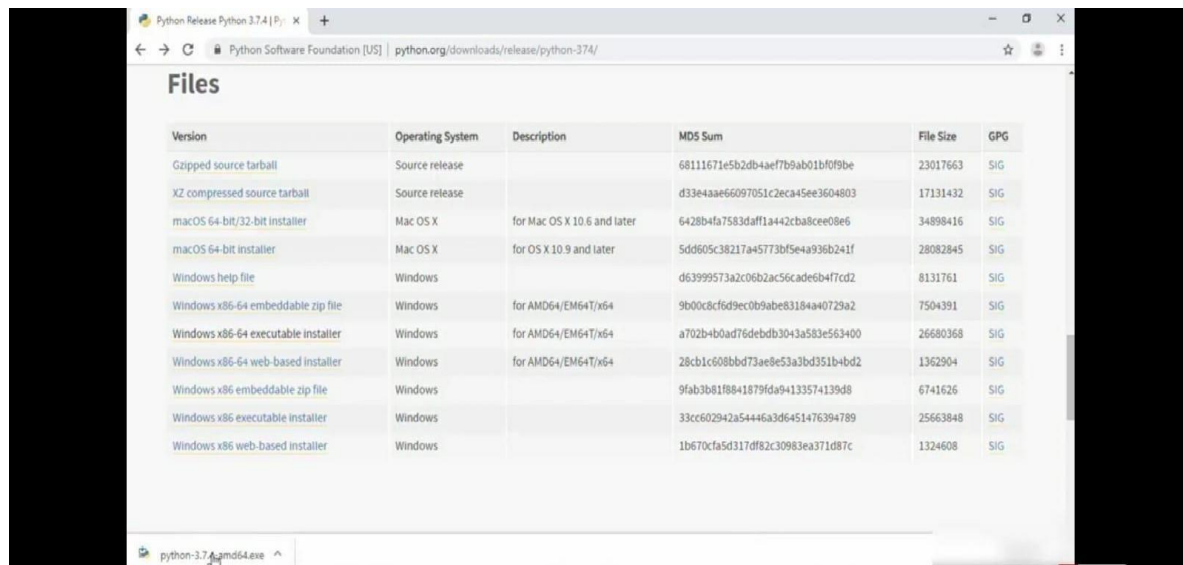 Python Release Python 3.7.4 | Py
Python Software Foundation [US] | python.org/downloads/release/python-374/
Files
Version Operating System Description MD5 Sum File Size GPG
Gzipped source tarball Source release 68111671e5b2db4aef7b9ab01bf0f9be 23017663 SIG
XZ compressed source tarball Source release d33e4aae66097051c2eca45ee3604803 17131432 SIG
macOS 64-bit/32-bit installer Mac OS X for Mac OS X 10.6 and later 6428b4fa7583daff1a442cba8cee08e6 34898416 SIG
macOS 64-bit installer Mac OS X for OS X 10.9 and later 5dd605c38217a45773bf5e4a936b241f 28082845 SIG
Windows help file Windows d63999573a2c06b2ac56cade6b4f7cd2 8131761 SIG
Windows x86-64 embeddable zip file Windows for AMD64/EM64T/x64 9b00c8cf6d9ec0b9abe83184a40729a2 7504391 SIG
Windows x86-64 executable installer Windows for AMD64/EM64T/x64 a702b4b0ad76debdb3043a583e563400 26680368 SIG
Windows x86-64 web-based installer Windows for AMD64/EM64T/x64 28cb1c608bbd73ae8e53a3bd351b4bd2 1362904 SIG
Windows x86 embeddable zip file Windows 9fab3b81f8841879fda94133574139d8 6741626 SIG
Windows x86 executable installer Windows 33cc602942a54446a3d6451476394789 25663848 SIG
Windows x86 web-based installer Windows 1b670cfa5d317df82c30983ea371d87c 1324608 SIG
python-3.7.4-amd64.exe